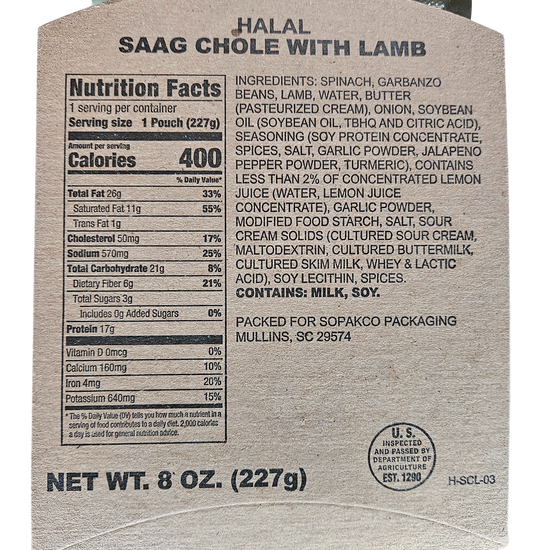 HALAL
SAAG CHOLE WITH LAMB
Nutrition Facts
1 serving per container
Serving size 1 Pouch (227g)
Amount per serving
Calories 400
% Daily Value*
Total Fat 26g 33%
Saturated Fat 11g 55%
Trans Fat 1g
Cholesterol 50mg 17%
Sodium 570mg 25%
Total Carbohydrate 21g 8%
Dietary Fiber 6g 21%
Total Sugars 3g
Includes 0g Added Sugars 0%
Protein 17g
Vitamin D 0mcg 0%
Calcium 160mg 10%
Iron 4mg 20%
Potassium 640mg 15%
*The % Daily Value (DV) tells you how much a nutrient in a
serving of food contributes to a daily diet. 2,000 calories
a day is used for general nutrition advice.
INGREDIENTS: SPINACH, GARBANZO
BEANS, LAMB, WATER, BUTTER
(PASTEURIZED CREAM), ONION, SOYBEAN
OIL (SOYBEAN OIL, TBHQ AND CITRIC ACID),
SEASONING (SOY PROTEIN CONCENTRATE,
SPICES, SALT, GARLIC POWDER, JALAPENO
PEPPER POWDER, TURMERIC), CONTAINS
LESS THAN 2% OF CONCENTRATED LEMON
JUICE (WATER, LEMON JUICE
CONCENTRATE), GARLIC POWDER,
MODIFIED FOOD STARCH, SALT, SOUR
CREAM SOLIDS (CULTURED SOUR CREAM,
MALTODEXTRIN, CULTURED BUTTERMILK,
CULTURED SKIM MILK, WHEY & LACTIC
ACID), SOY LECITHIN, SPICES.
CONTAINS: MILK, SOY.
PACKED FOR SOPAKCO PACKAGING
MULLINS, SC 29574
U.S.
INSPECTED
AND PASSED BY
DEPARTMENT OF
AGRICULTURE
EST. 1290
NET WT. 8 OZ. (227g)
H-SCL-03